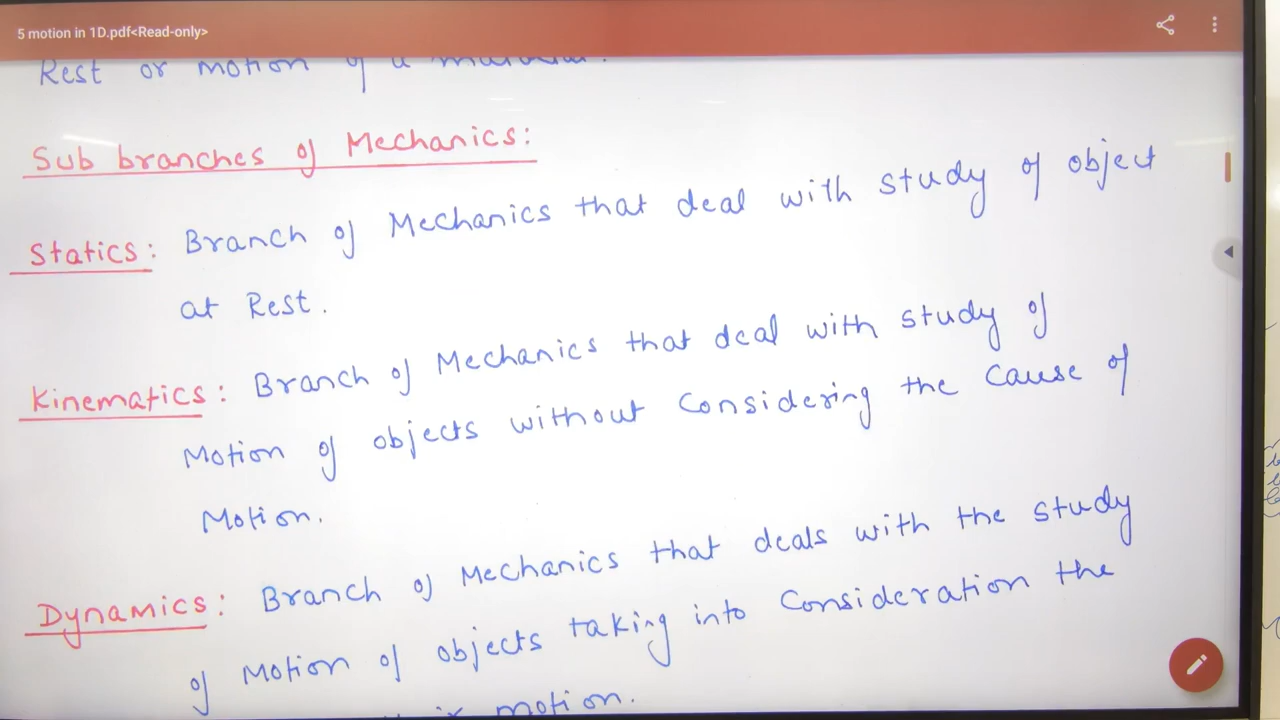 5 motion in 1D.pdf<Read-only>
Rest or motion of a
Sub branches of Mechanics:
Statics: Branch of Mechanics that deal with study of object
at Rest.
Kinematics: Branch of Mechanics that deal with study of
Motion of objects without Considering the Cause of
Motion.
Dynamics: Branch of Mechanics that deals with the study
of Motion of objects taking into Consideration the
motion.